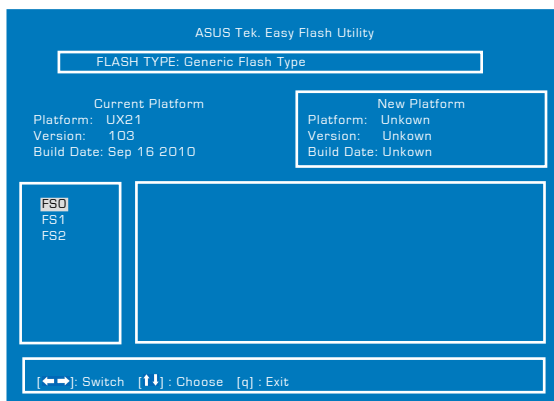 ASUS Tek. Easy Flash Utility
FLASH TYPE: Generic Flash Type
Current Platform
Platform: UX21
Version: 103
Build Date: Sep 16 2010
New Platform
Platform: Unkown
Version: Unkown
Build Date: Unkown
FS0
FS1
FS2
[←→]: Switch [↑↓] : Choose [q] : Exit